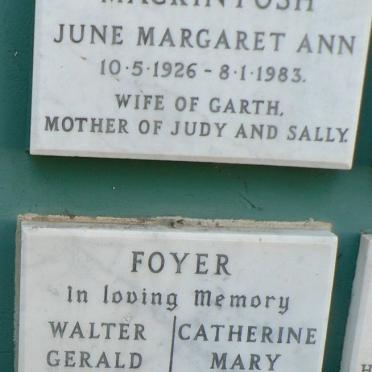 MACKINTOSH
JUNE MARGARET ANN
10·5·1926 – 8·1·1983.
WIFE OF GARTH,
MOTHER OF JUDY AND SALLY.
FOYER
In loving Memory
WALTER
GERALD
CATHERINE
MARY